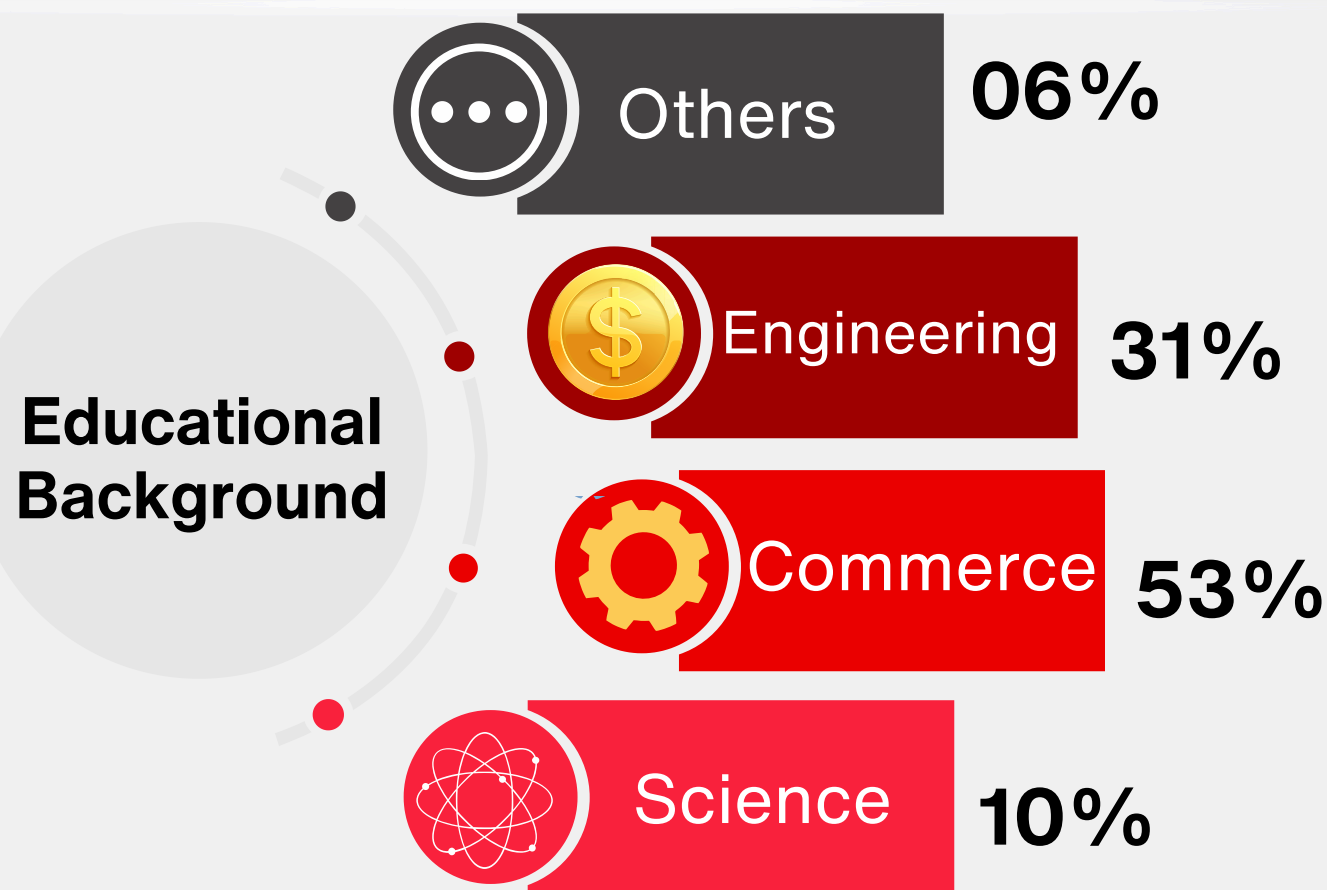 Others
06%
Engineering
31%
Educational
Background
Commerce
53%
Science
10%